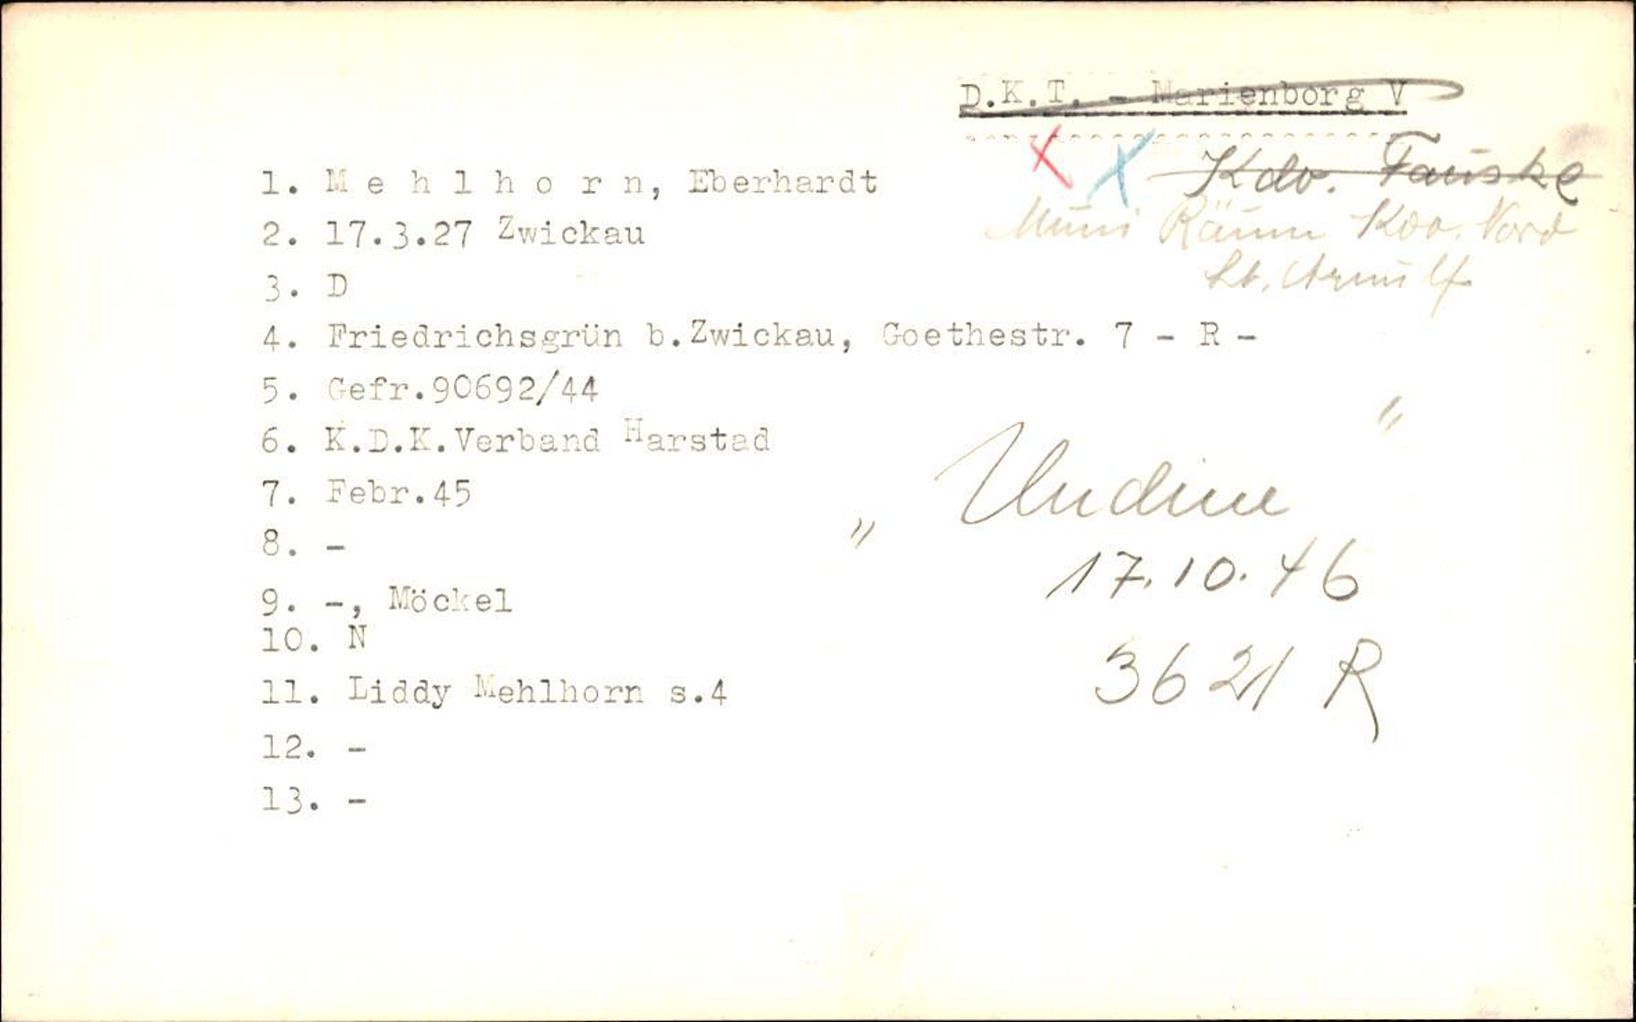 D.K.T. - Marienborg V
Kdo. Fauske
Muni Räum Kdo. Nord
Lt. Arnulf
1. M e h l h o r n, Eberhardt
2. 17.3.27 Zwickau
3. D
4. Friedrichsgrün b.Zwickau, Goethestr. 7 - R -
5. Gefr.90692/44
6. K.D.K.Verband Harstad
7. Febr.45
8. -
9. -, Möckel
10. N
11. Liddy Mehlhorn s.4
12. -
13. -
„ Undine "
17.10.46
3621 R